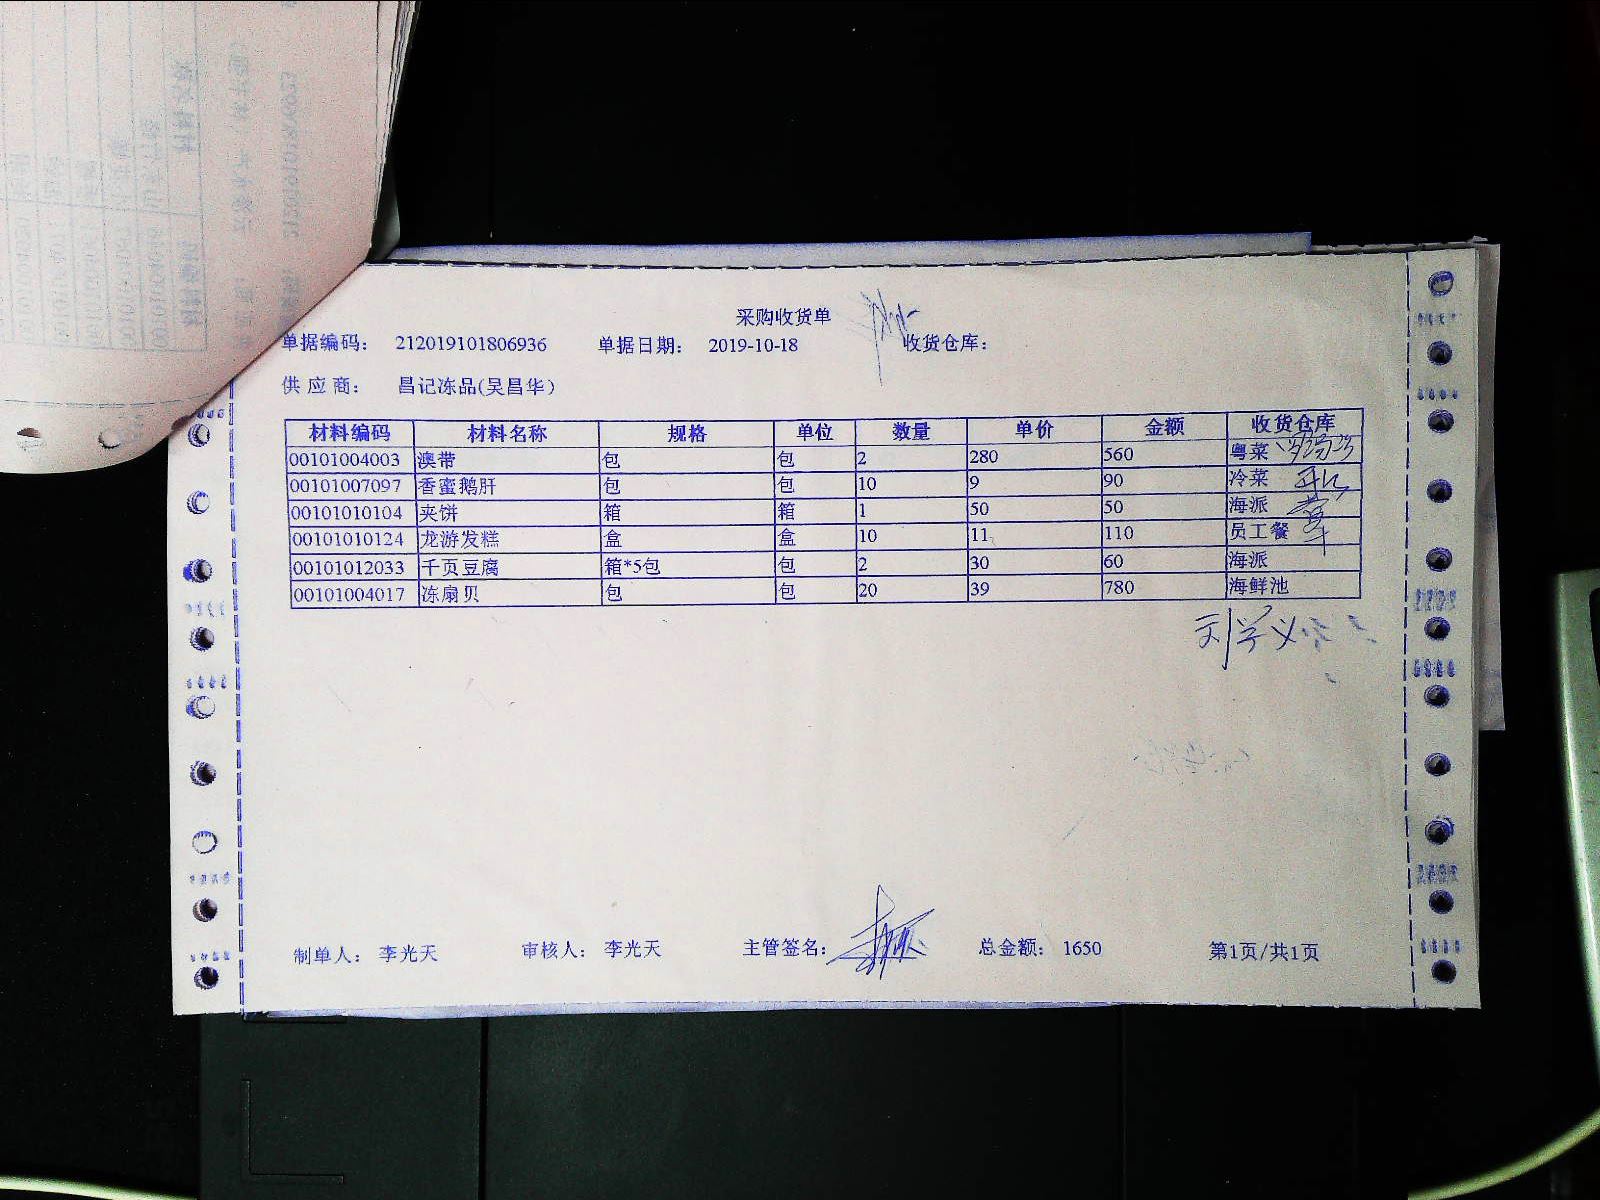 采购收货单
单据编码： 212019101806936 单据日期： 2019-10-18 收货仓库：
供 应 商： 昌记冻品(吴昌华）
材料编码 材料名称 规格 单位 数量 单价 金额 收货仓库
00101004003 澳带 包 包 2 280 560 粤菜
00101007097 香蜜鹅肝 包 包 10 9 90 冷菜
00101010104 夹饼 箱 箱 1 50 50 海派
00101010124 龙游发糕 盒 盒 10 11 110 员工餐
00101012033 千页豆腐 箱*5包 包 2 30 60 海派
00101004017 冻扇贝 包 包 20 39 780 海鲜池
刘学义
制单人： 李光天 审核人： 李光天 主管签名： 总金额： 1650 第1页/共1页